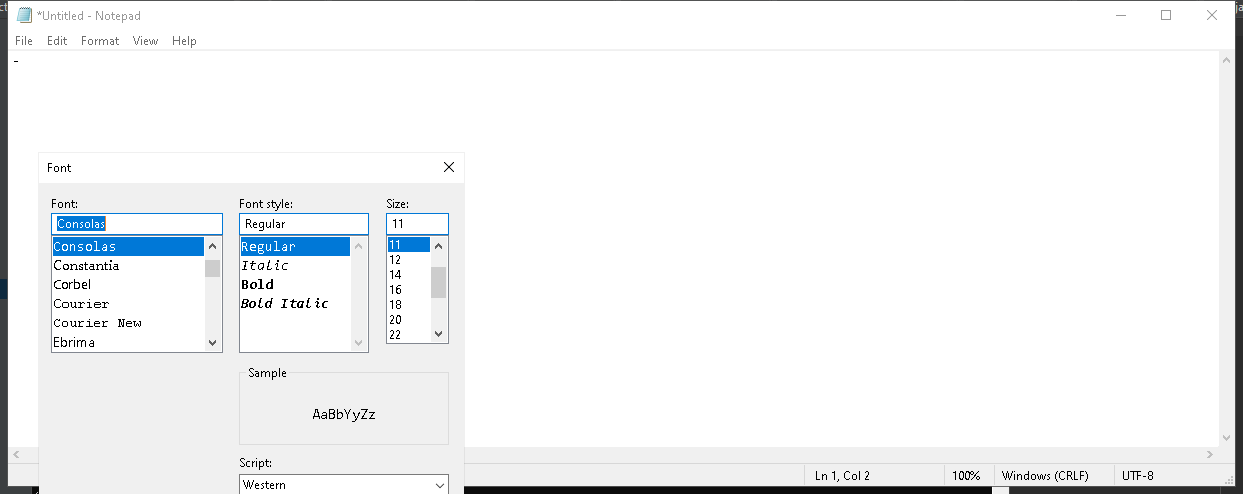 *Untitled - Notepad
File Edit Format View Help
-
Font
Font: Font style: Size:
Consolas Regular 11
Consolas Regular 11
Constantia Italic 12
Corbel Bold 14
Courier Bold Italic 16
Courier New 18
Ebrima 20
22
Sample
AaBbYyZz
Script:
Western
Ln 1, Col 2 100% Windows (CRLF) UTF-8